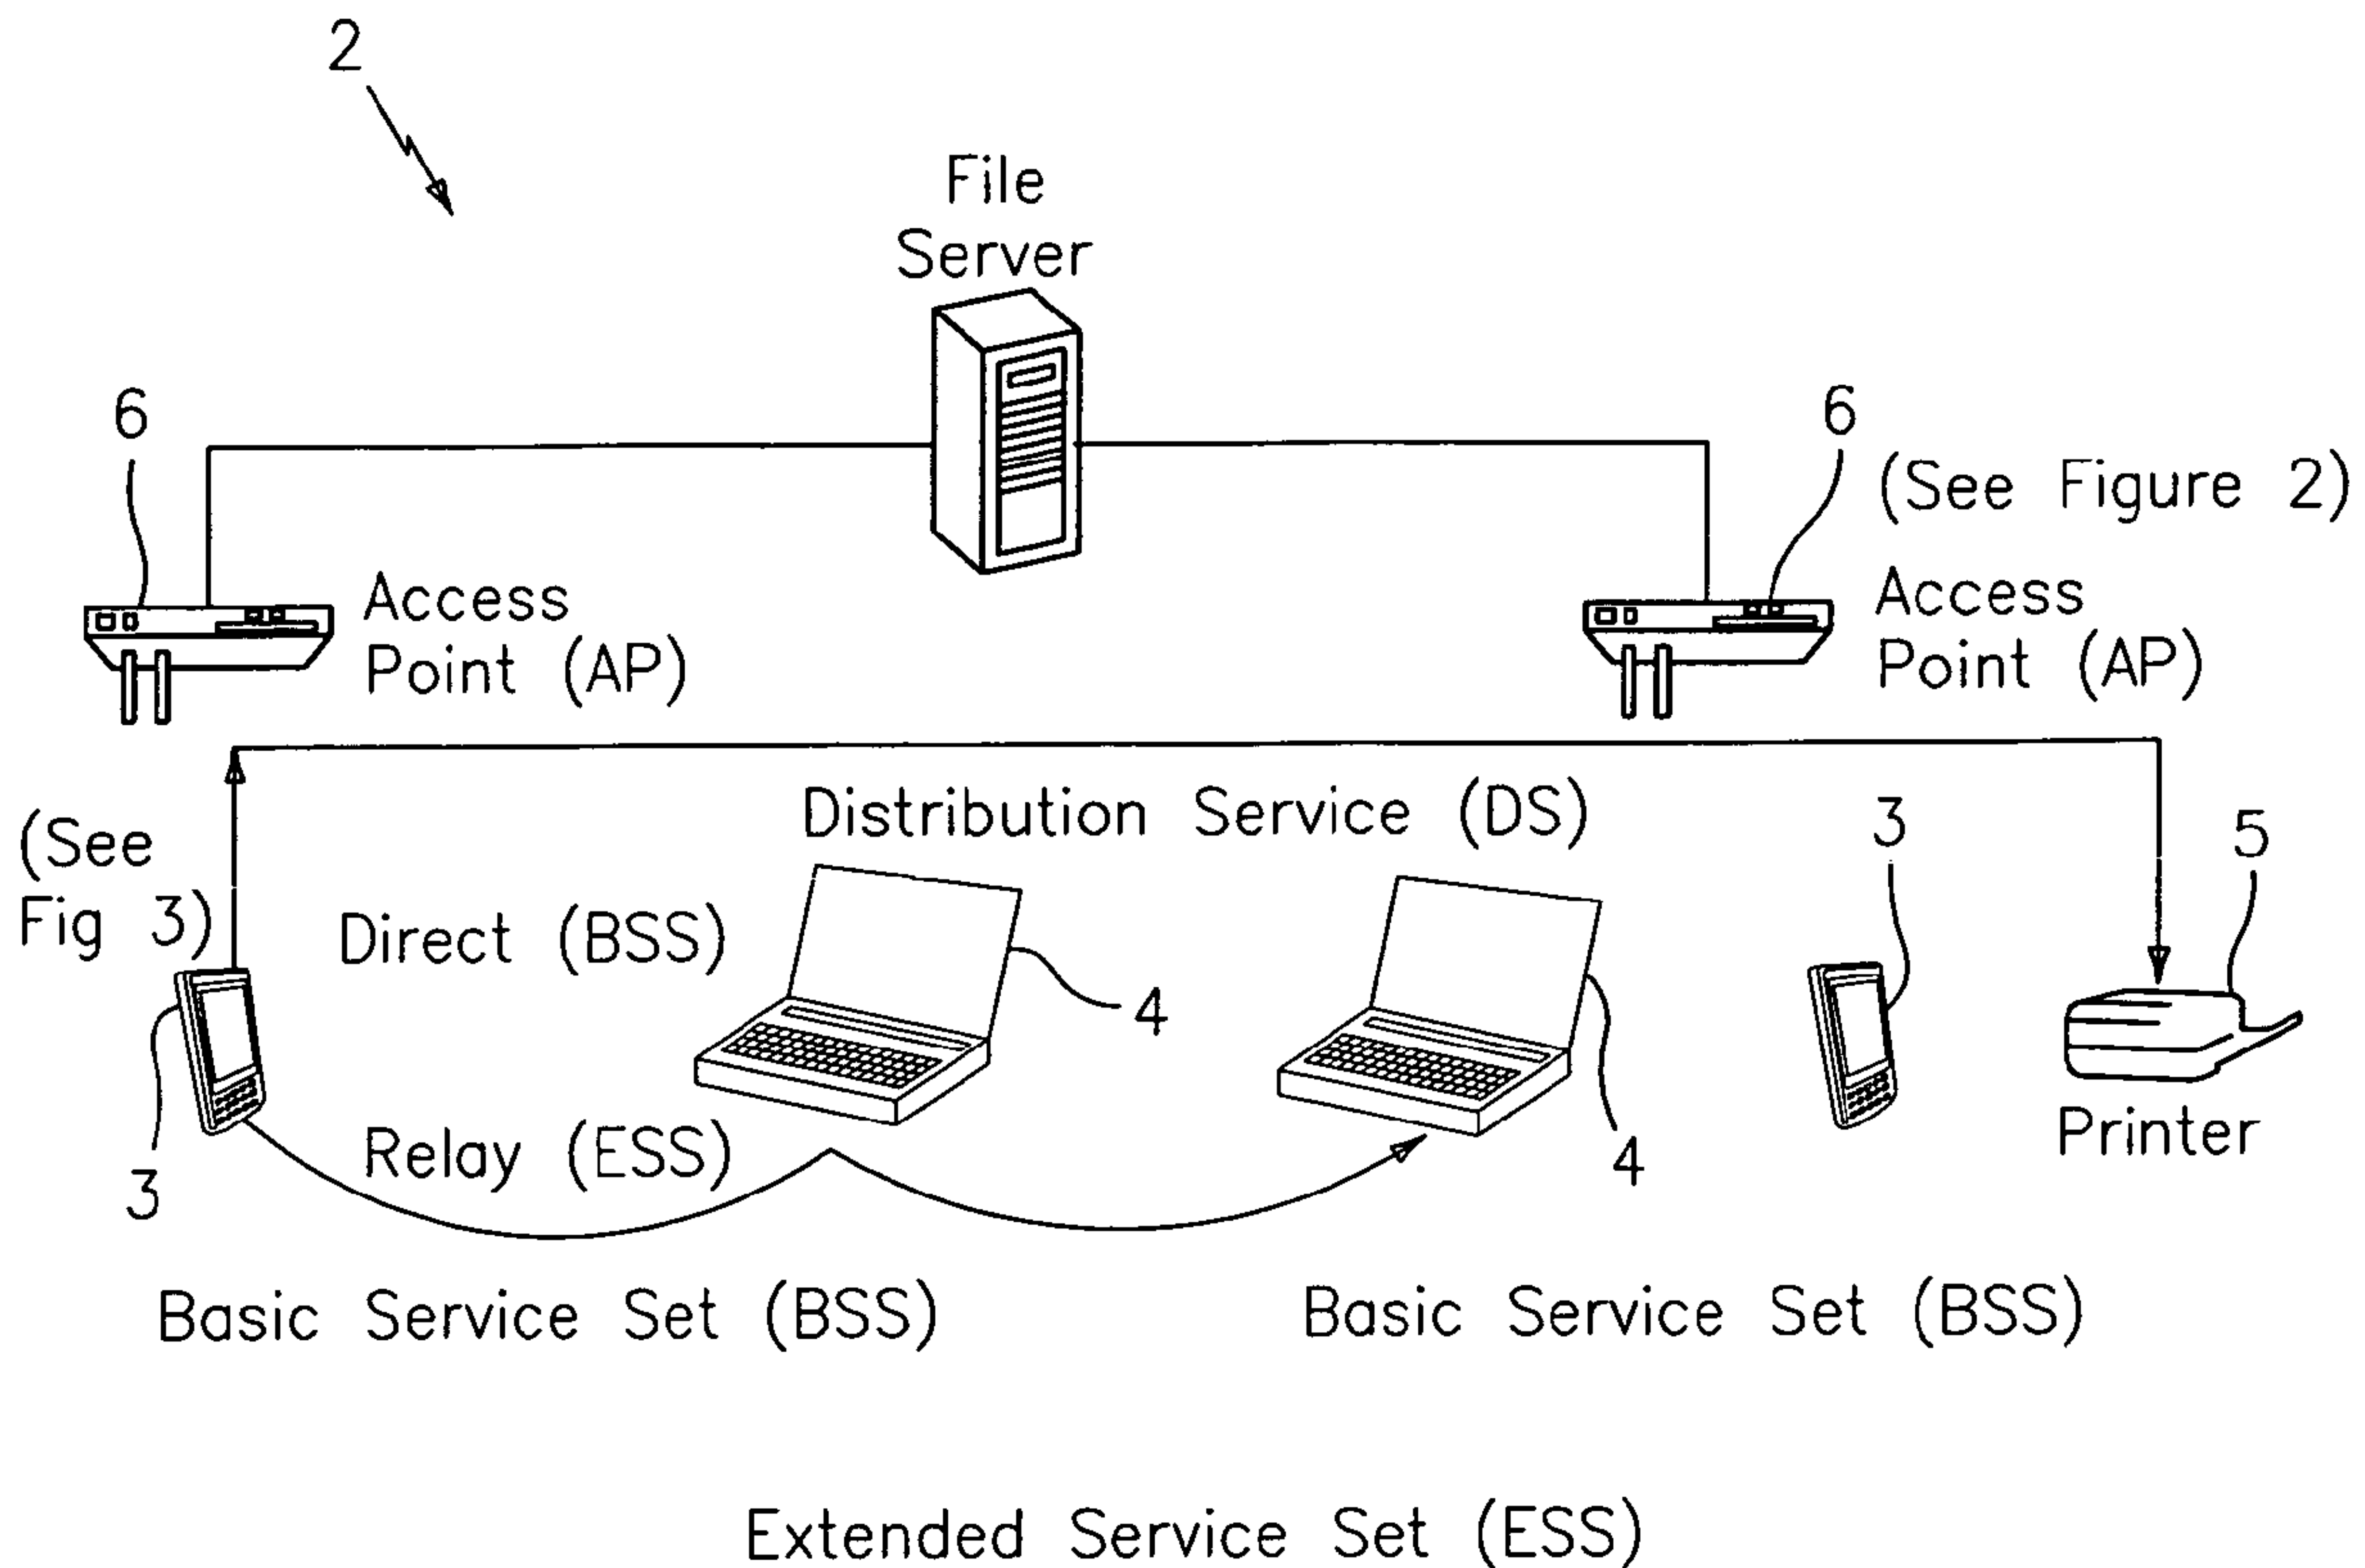 2
File
Server
6
6
(See Figure 2)
Access
Point (AP)
Access
Point (AP)
Distribution Service (DS)
(See
Fig 3)
Direct (BSS)
3
5
4
Relay (ESS)
3
4
Printer
Basic Service Set (BSS)
Basic Service Set (BSS)
Extended Service Set (ESS)